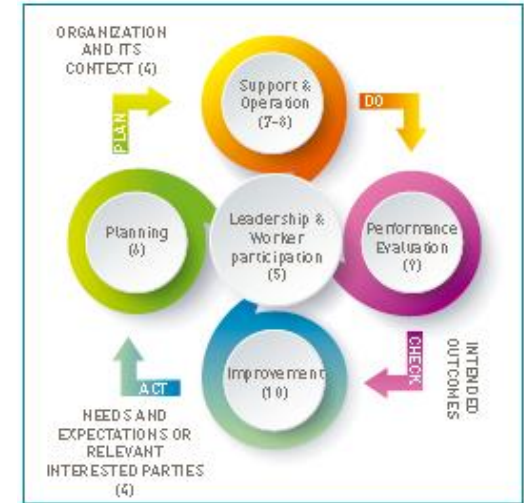 ORGANIZATION
AND ITS
CONTEXT (4)
Support &
Operation
(7-8)
DO
PLAN
Planning
(6)
Leadership &
Worker
participation
(5)
Performance
Evaluation
(9)
CHECK
INTENDED
OUTCOMES
Improvement
(10)
ACT
NEEDS AND
EXPECTATIONS OR
RELEVANT
INTERESTED PARTIES
(4)